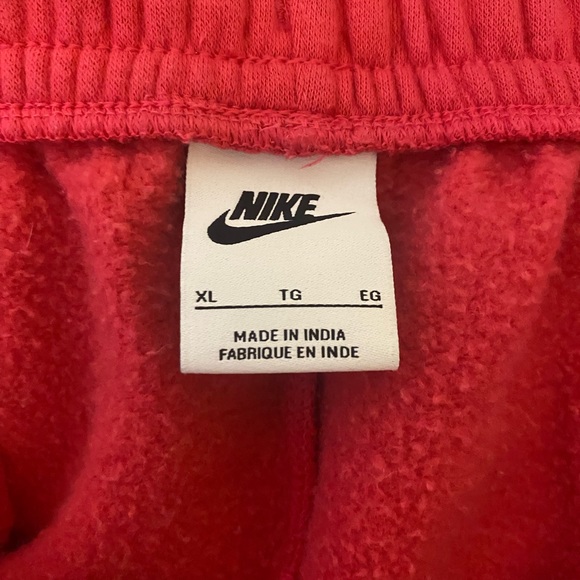 NIKE
XL TG EG
MADE IN INDIA
FABRIQUE EN INDE